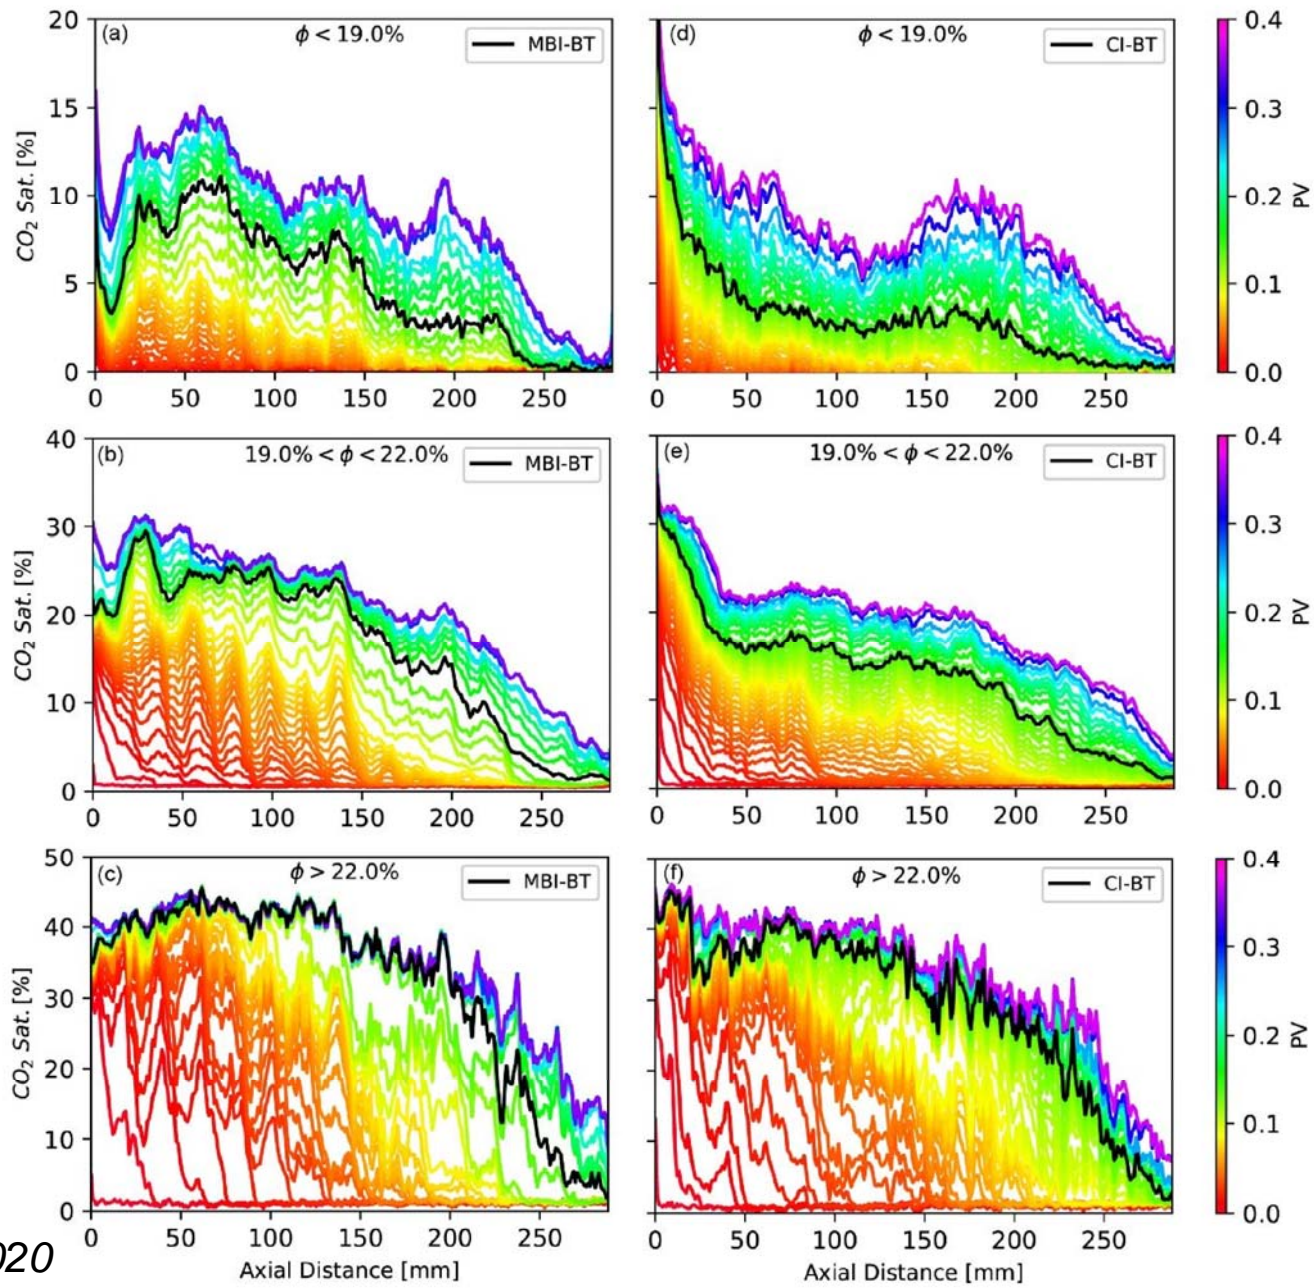 (a)
ϕ < 19.0%
MBI-BT
CO₂ Sat. [%]
20
15
10
5
0
0 50 100 150 200 250
(d)
ϕ < 19.0%
CI-BT
0 50 100 150 200 250
0.4
0.3
0.2
0.1
0.0
PV
(b)
19.0% < ϕ < 22.0%
MBI-BT
CO₂ Sat. [%]
40
30
20
10
0
0 50 100 150 200 250
(e)
19.0% < ϕ < 22.0%
CI-BT
0 50 100 150 200 250
0.4
0.3
0.2
0.1
0.0
PV
(c)
ϕ > 22.0%
MBI-BT
CO₂ Sat. [%]
50
40
30
20
10
0
0 50 100 150 200 250
Axial Distance [mm]
(f)
ϕ > 22.0%
CI-BT
0 50 100 150 200 250
Axial Distance [mm]
0.4
0.3
0.2
0.1
0.0
PV
020